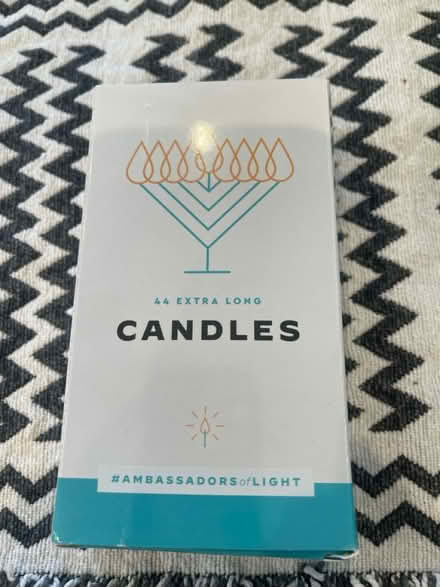 44 EXTRA LONG
CANDLES
#AMBASSADORSofLIGHT